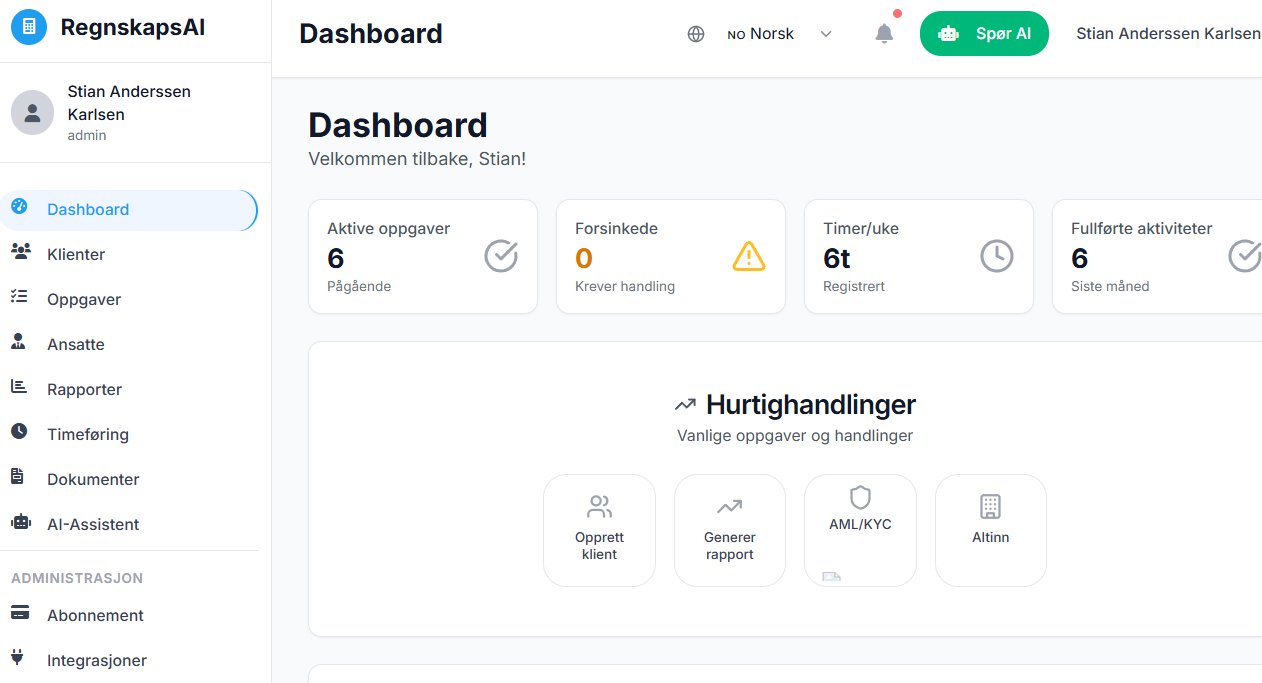 RegnskapsAI
Stian Anderssen
Karlsen
admin
Dashboard
Klienter
Oppgaver
Ansatte
Rapporter
Timeføring
Dokumenter
AI-Assistent
ADMINISTRASJON
Abonnement
Integrasjoner
Dashboard
NO Norsk
Spør AI
Stian Anderssen Karlsen
Dashboard
Velkommen tilbake, Stian!
Aktive oppgaver
6
Pågående
Forsinkede
0
Krever handling
Timer/uke
6t
Registrert
Fullførte aktiviteter
6
Siste måned
Hurtighandlinger
Vanlige oppgaver og handlinger
Opprett
klient
Generer
rapport
AML/KYC
Altinn